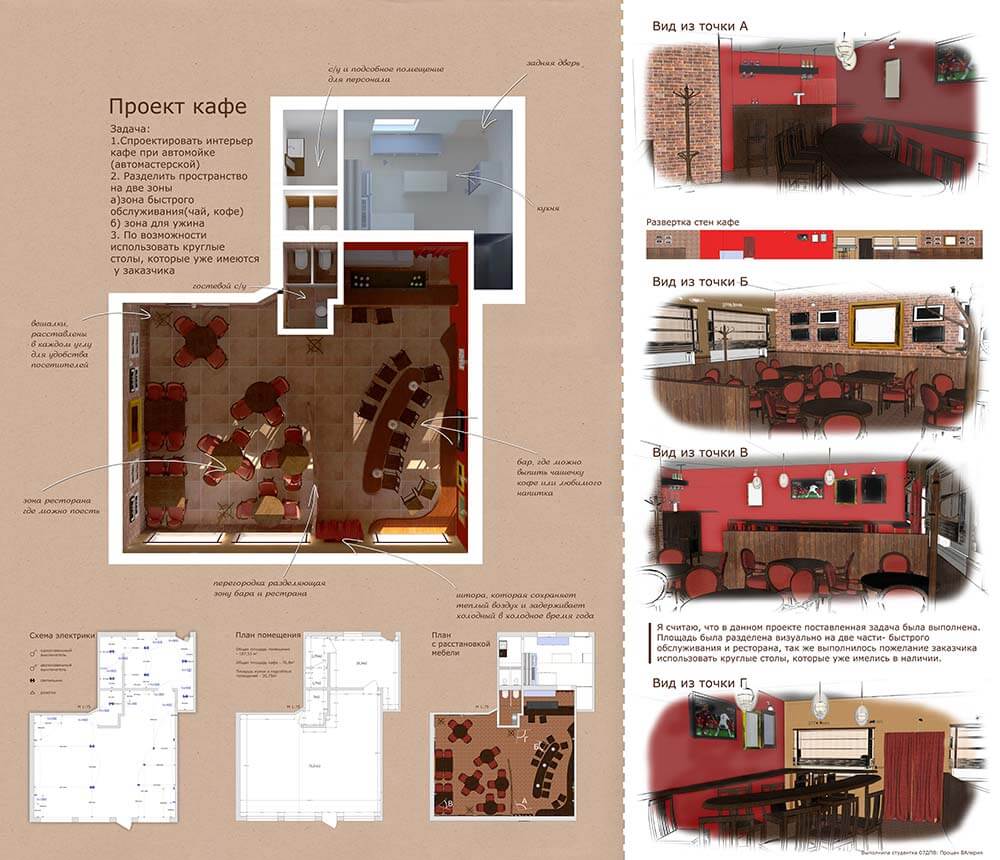 Проект кафе
Задача:
1.Спроектировать интерьер
кафе при автомойке
(автомастерской)
2. Разделить пространство
на две зоны
а)зона быстрого
обслуживания(чай, кофе)
б) зона для ужина
3. По возможности
использовать круглые
столы, которые уже имеются
у заказчика
с/у и подсобное помещение
для персонала
задняя дверь
кухня
гостевой с/у
вешалки,
расставлены
в каждом углу
для удобства
посетителей
зона ресторана
где можно поесть
бар, где можно
выпить чашечку
кофе или любимого
напитка
перегородка разделяющая
зону бара и рестрана
штора, которая сохраняет
теплый воздух и задерживает
холодный в холодное время года
Схема электрики
М 1:75
План помещения
М 1:75
План
с расстановкой
мебели
М 1:75
Б
В
А
Вид из точки А
Развертка стен кафе
Вид из точки Б
Вид из точки В
Я считаю, что в данном проекте поставленная задача была выполнена.
Площадь была разделена визуально на две части- быстрого
обслуживания и ресторана, так же выполнилось пожелание заказчика
использовать круглые столы, которые уже имелись в наличии.
Вид из точки Г
Выполнила студентка